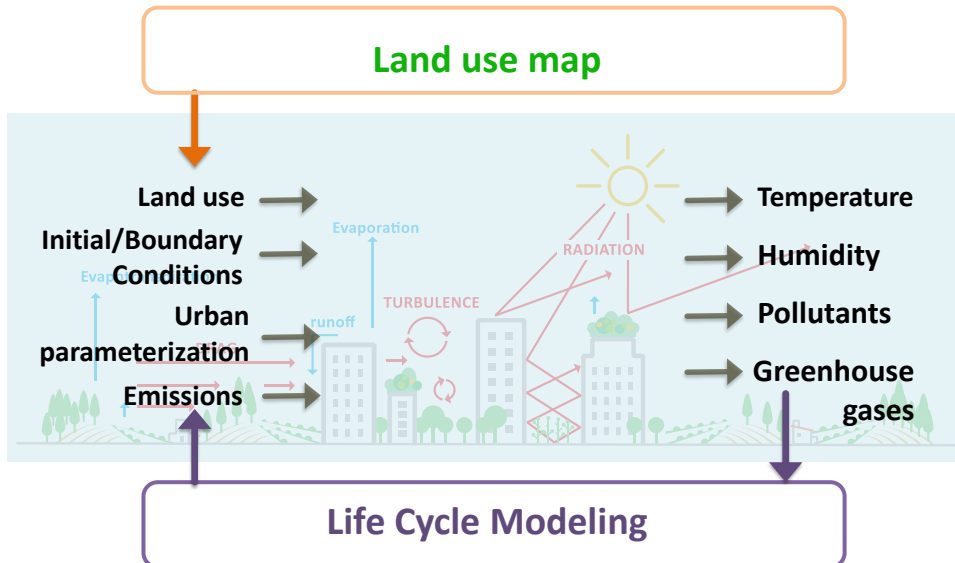 Land use map
Land use
Initial/Boundary
Conditions
Urban
parameterization
Emissions
Evaporation
runoff
TURBULENCE
RADIATION
Temperature
Humidity
Pollutants
Greenhouse
gases
Life Cycle Modeling